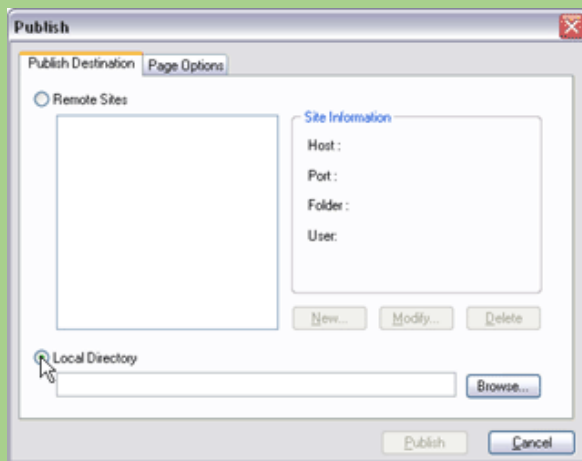 Publish
Publish Destination
Page Options
Remote Sites
Site Information
Host :
Port :
Folder :
User:
New...
Modify...
Delete
Local Directory
Browse...
Publish
Cancel